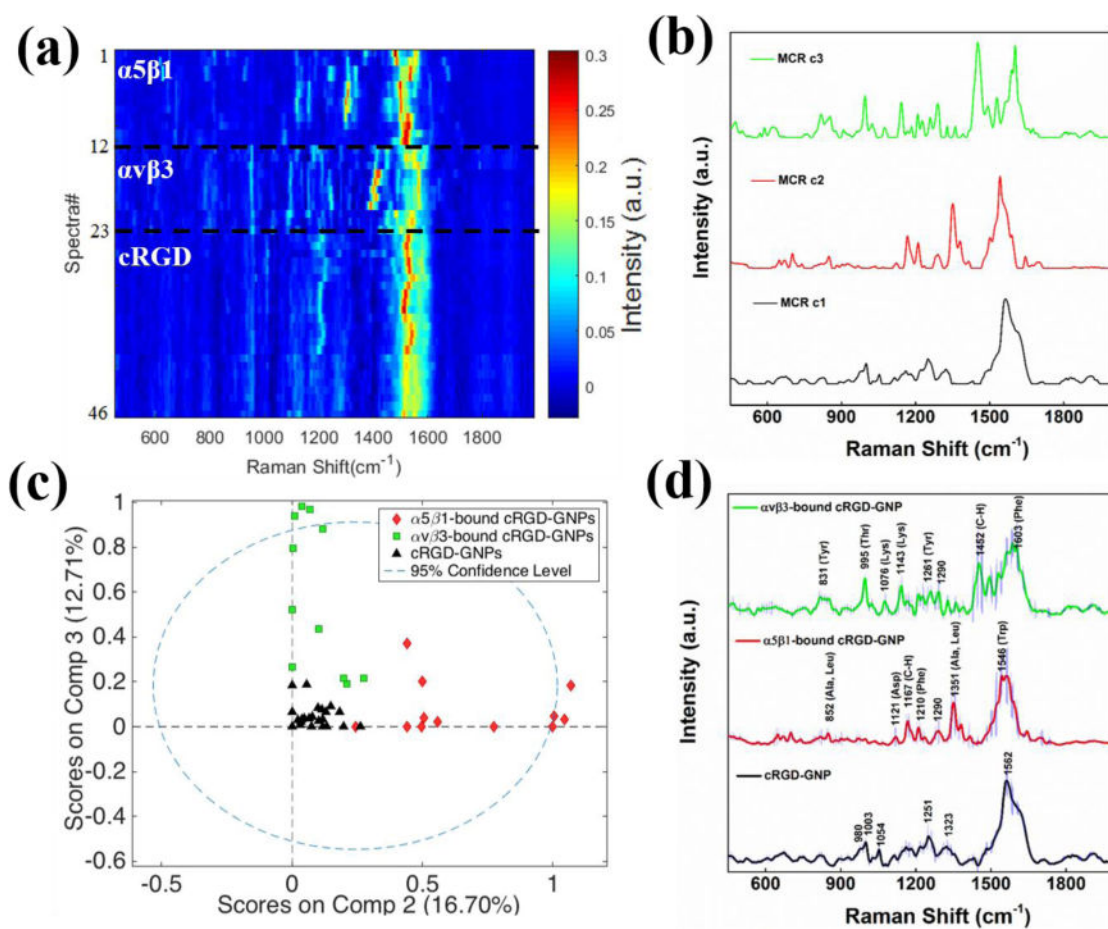 (a)
α5β1
αvβ3
cRGD
1
12
23
46
Spectra#
600 800 1000 1200 1400 1600 1800
Raman Shift(cm⁻¹)
0.3
0.25
0.2
0.15
0.1
0.05
0
Intensity (a.u.)
(b)
MCR c3
MCR c2
MCR c1
Intensity (a.u.)
600 900 1200 1500 1800
Raman Shift (cm⁻¹)
(c)
α5β1-bound cRGD-GNPs
αvβ3-bound cRGD-GNPs
cRGD-GNPs
95% Confidence Level
1
0.8
0.6
0.4
0.2
0
-0.2
-0.4
-0.6
Scores on Comp 3 (12.71%)
-0.5 0 0.5 1
Scores on Comp 2 (16.70%)
(d)
αvβ3-bound cRGD-GNP
831 (Tyr)
995 (Thr)
1076 (Lys)
1143 (Lys)
1261 (Tyr)
1290
1452 (C-H)
1603 (Phe)
α5β1-bound cRGD-GNP
852 (Ala, Leu)
1121 (Asp)
1167 (C-H)
1210 (Phe)
1290
1351 (Ala, Leu)
1546 (Trp)
cRGD-GNP
980
1003
1054
1251
1323
1562
Intensity (a.u.)
600 900 1200 1500 1800
Raman Shift (cm⁻¹)